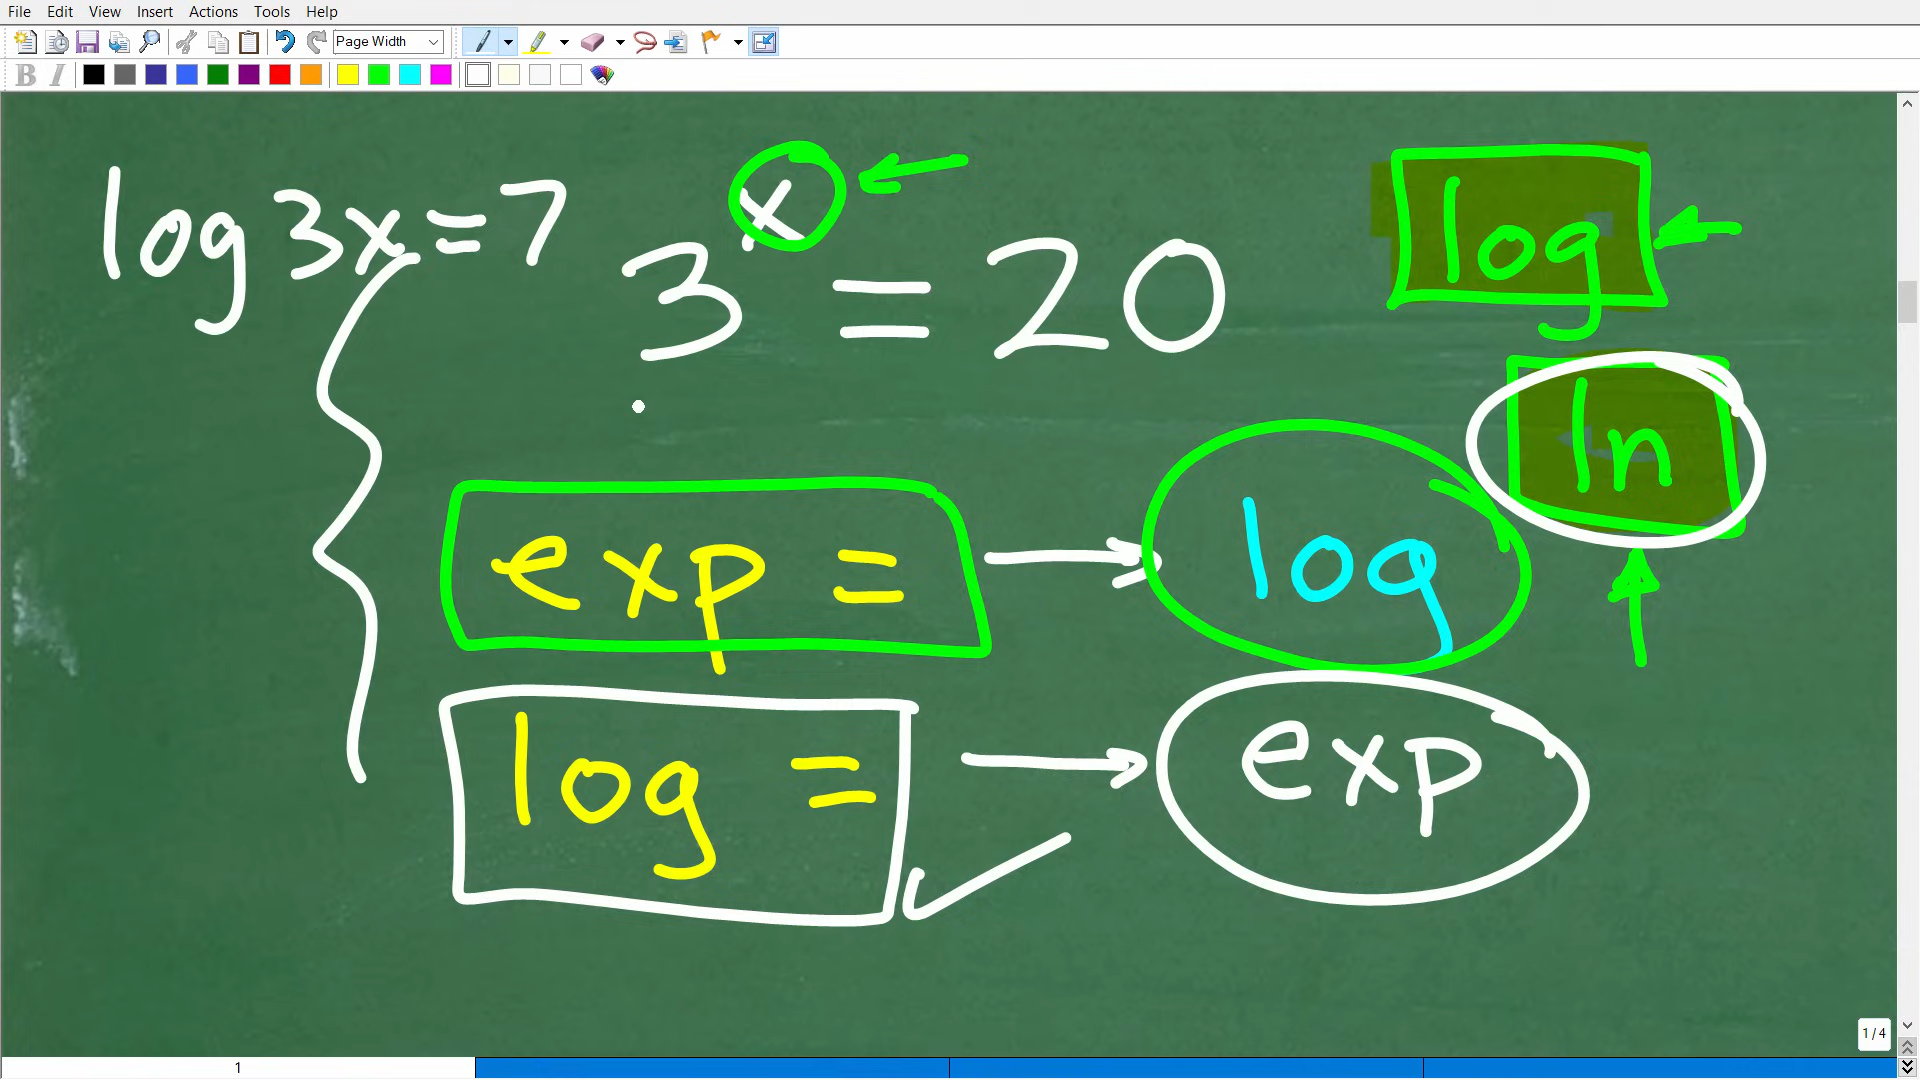 File Edit View Insert Actions Tools Help
Page Width
B I
log 3x = 7
3^x = 20
log
ln
exp = → log
log = → exp
1 / 4
1